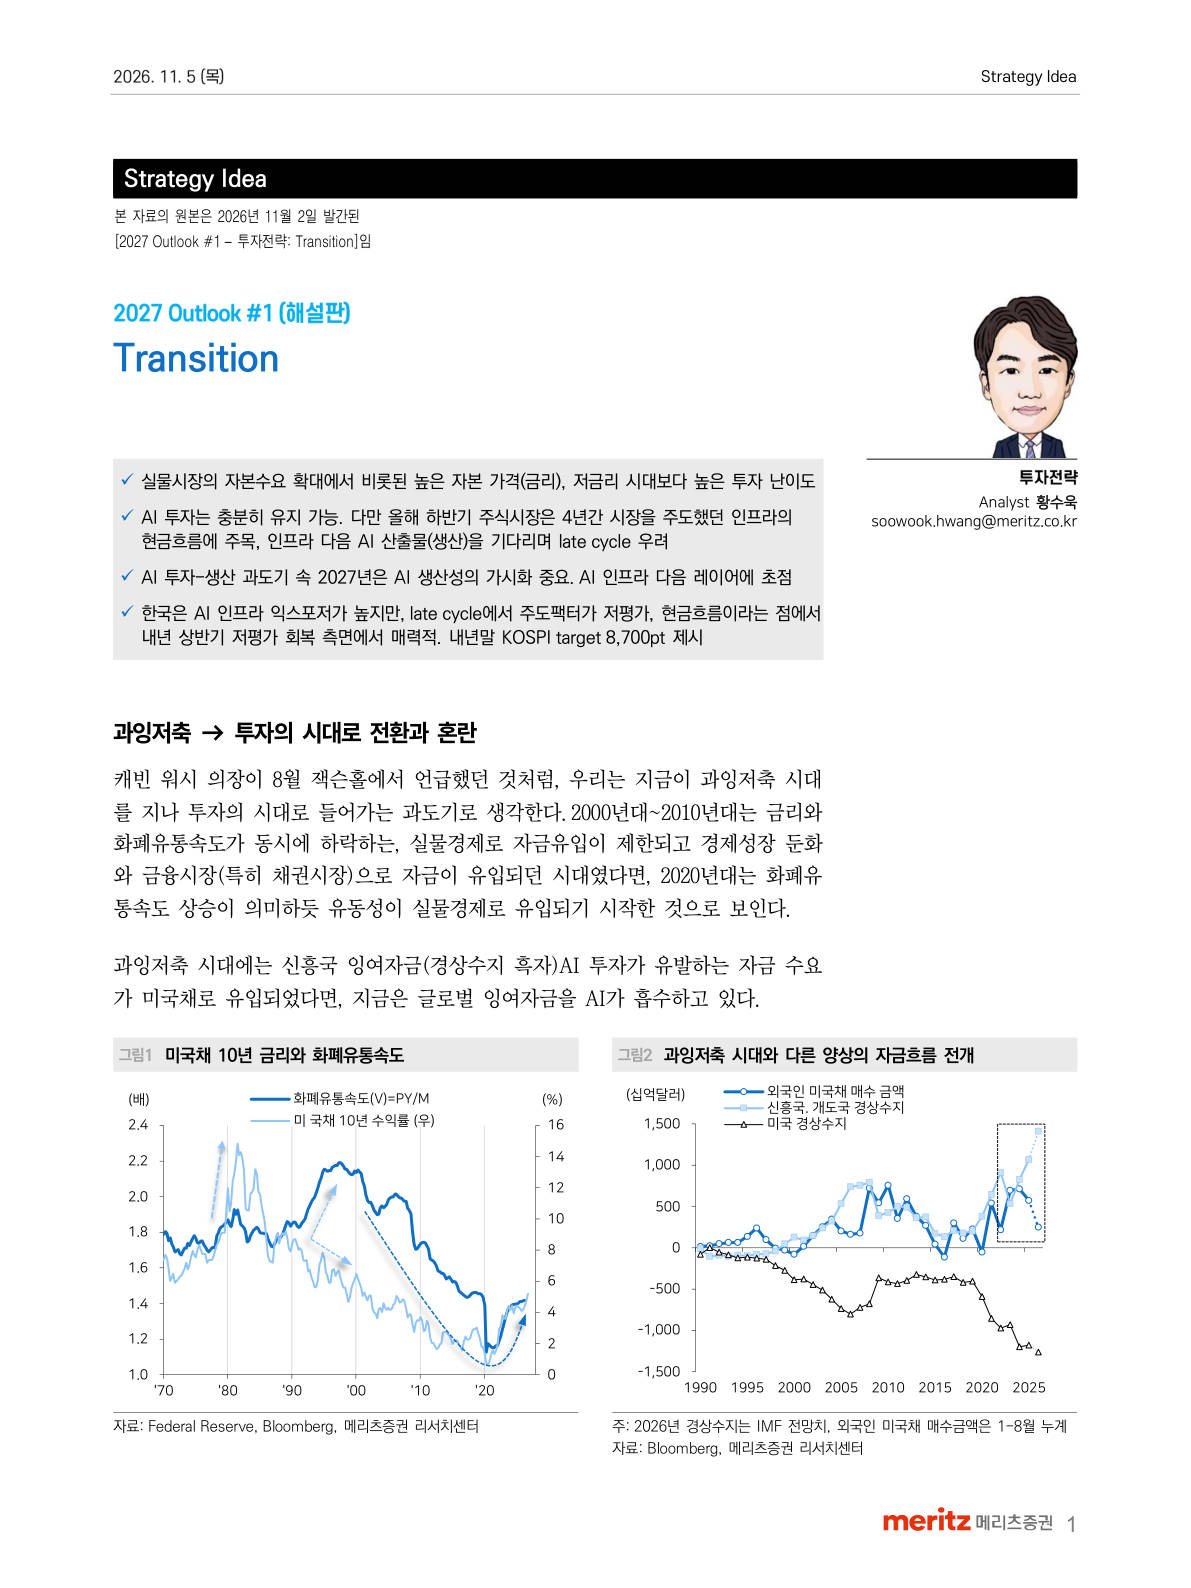 2026. 11. 5 (목)
Strategy Idea
Strategy Idea
본 자료의 원본은 2026년 11월 2일 발간된
[2027 Outlook #1 – 투자전략: Transition]임
2027 Outlook #1 (해설판)
Transition
✓ 실물시장의 자본수요 확대에서 비롯된 높은 자본 가격(금리), 저금리 시대보다 높은 투자 난이도
✓ AI 투자는 충분히 유지 가능. 다만 올해 하반기 주식시장은 4년간 시장을 주도했던 인프라의
현금흐름에 주목, 인프라 다음 AI 산출물(생산)을 기다리며 late cycle 우려
✓ AI 투자-생산 과도기 속 2027년은 AI 생산성의 가시화 중요. AI 인프라 다음 레이어에 초점
✓ 한국은 AI 인프라 익스포저가 높지만, late cycle에서 주도팩터가 저평가, 현금흐름이라는 점에서
내년 상반기 저평가 회복 측면에서 매력적. 내년말 KOSPI target 8,700pt 제시
투자전략
Analyst 황수욱
soowook.hwang@meritz.co.kr
과잉저축 → 투자의 시대로 전환과 혼란
캐빈 워시 의장이 8월 잭슨홀에서 언급했던 것처럼, 우리는 지금이 과잉저축 시대
를 지나 투자의 시대로 들어가는 과도기로 생각한다. 2000년대~2010년대는 금리와
화폐유통속도가 동시에 하락하는, 실물경제로 자금유입이 제한되고 경제성장 둔화
와 금융시장(특히 채권시장)으로 자금이 유입되던 시대였다면, 2020년대는 화폐유
통속도 상승이 의미하듯 유동성이 실물경제로 유입되기 시작한 것으로 보인다.
과잉저축 시대에는 신흥국 잉여자금(경상수지 흑자)AI 투자가 유발하는 자금 수요
가 미국채로 유입되었다면, 지금은 글로벌 잉여자금을 AI가 흡수하고 있다.
그림1 미국채 10년 금리와 화폐유통속도
(배)
화폐유통속도(V)=PY/M
미 국채 10년 수익률 (우)
(%)
2.4
2.2
2.0
1.8
1.6
1.4
1.2
1.0
16
14
12
10
8
6
4
2
0
'70 '80 '90 '00 '10 '20
자료: Federal Reserve, Bloomberg, 메리츠증권 리서치센터
그림2 과잉저축 시대와 다른 양상의 자금흐름 전개
(십억달러)
외국인 미국채 매수 금액
신흥국. 개도국 경상수지
미국 경상수지
1,500
1,000
500
0
-500
-1,000
-1,500
1990 1995 2000 2005 2010 2015 2020 2025
주: 2026년 경상수지는 IMF 전망치, 외국인 미국채 매수금액은 1-8월 누계
자료: Bloomberg, 메리츠증권 리서치센터
meritz 메리츠증권 1